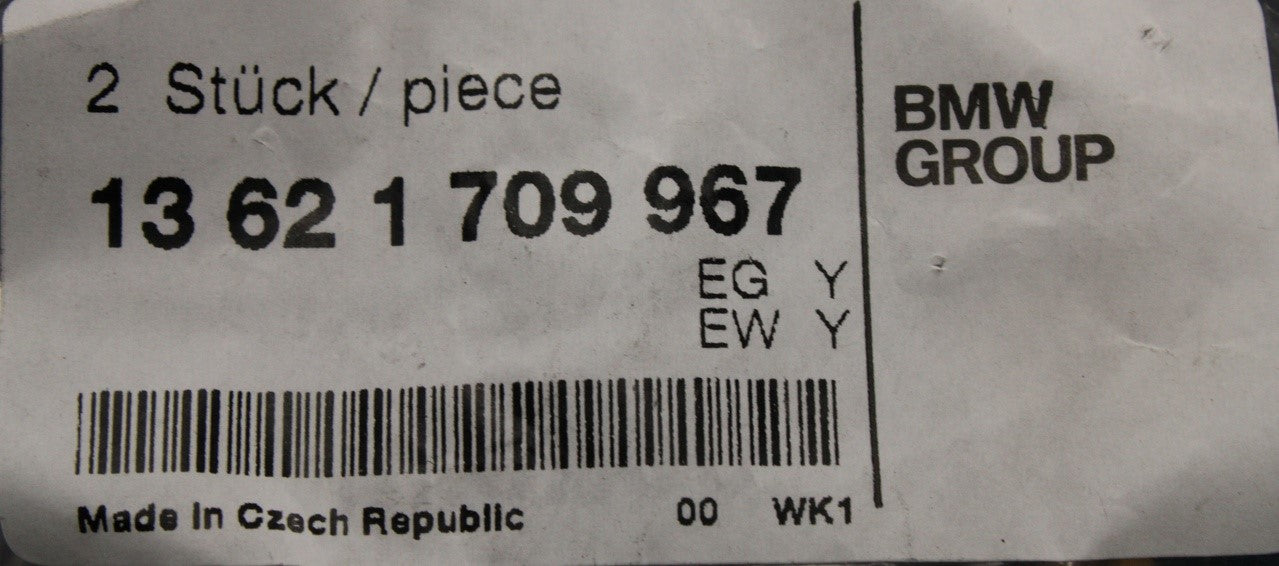 2 Stück / piece
13 62 1 709 967
EG Y
EW Y
Made In Czech Republic 00 WK1
BMW
GROUP